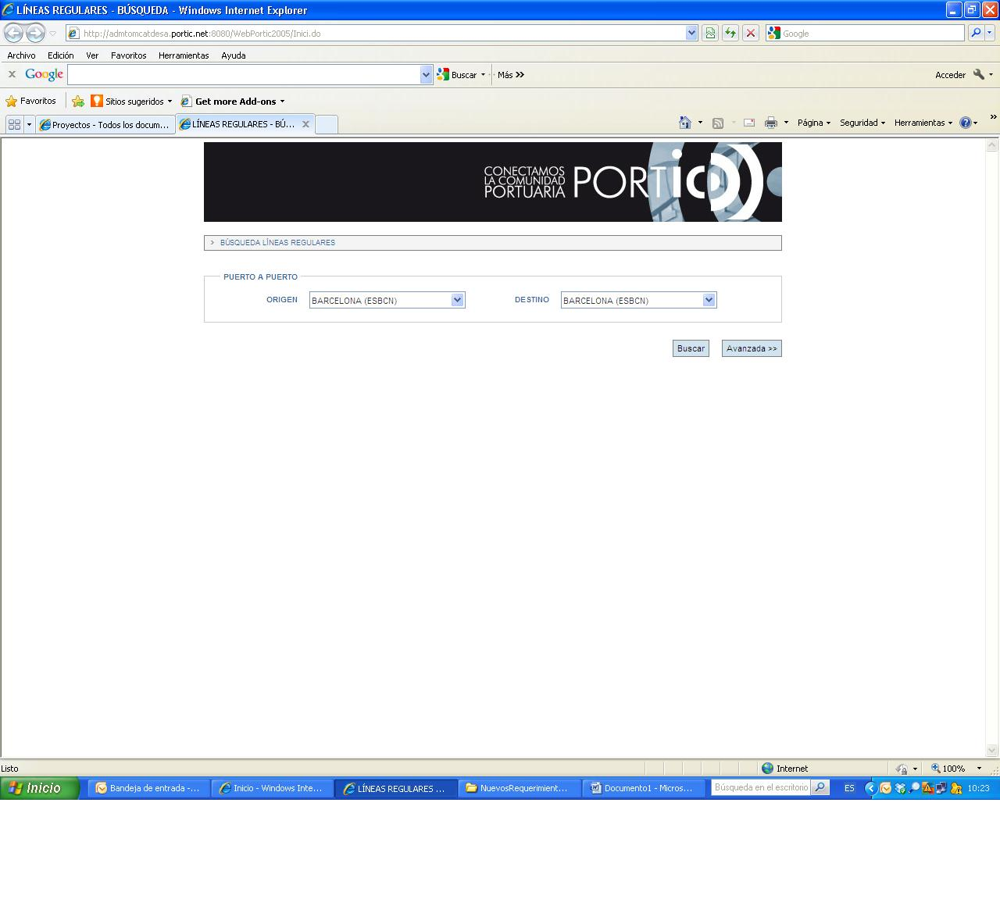 LÍNEAS REGULARES - BÚSQUEDA - Windows Internet Explorer
http://admtomcatdesa.portic.net:8080/WebPortic2005/Inici.do
Google
Archivo Edición Ver Favoritos Herramientas Ayuda
x Google Buscar Más Acceder
Favoritos Sitios sugeridos Get more Add-ons
Proyectos - Todos los docum... LÍNEAS REGULARES - BÚ... X Página Seguridad Herramientas
CONECTAMOS
LA COMUNIDAD
PORTUARIA
PORTIC
> BÚSQUEDA LÍNEAS REGULARES
PUERTO A PUERTO
ORIGEN BARCELONA (ESBCN) DESTINO BARCELONA (ESBCN)
Buscar Avanzada >>
Listo Internet 100%
Inicio Bandeja de entrada -... Inicio - Windows Inte... LÍNEAS REGULARES ... NuevosRequerimient... Documento1 - Micros... Búsqueda en el escritorio ES 10:23